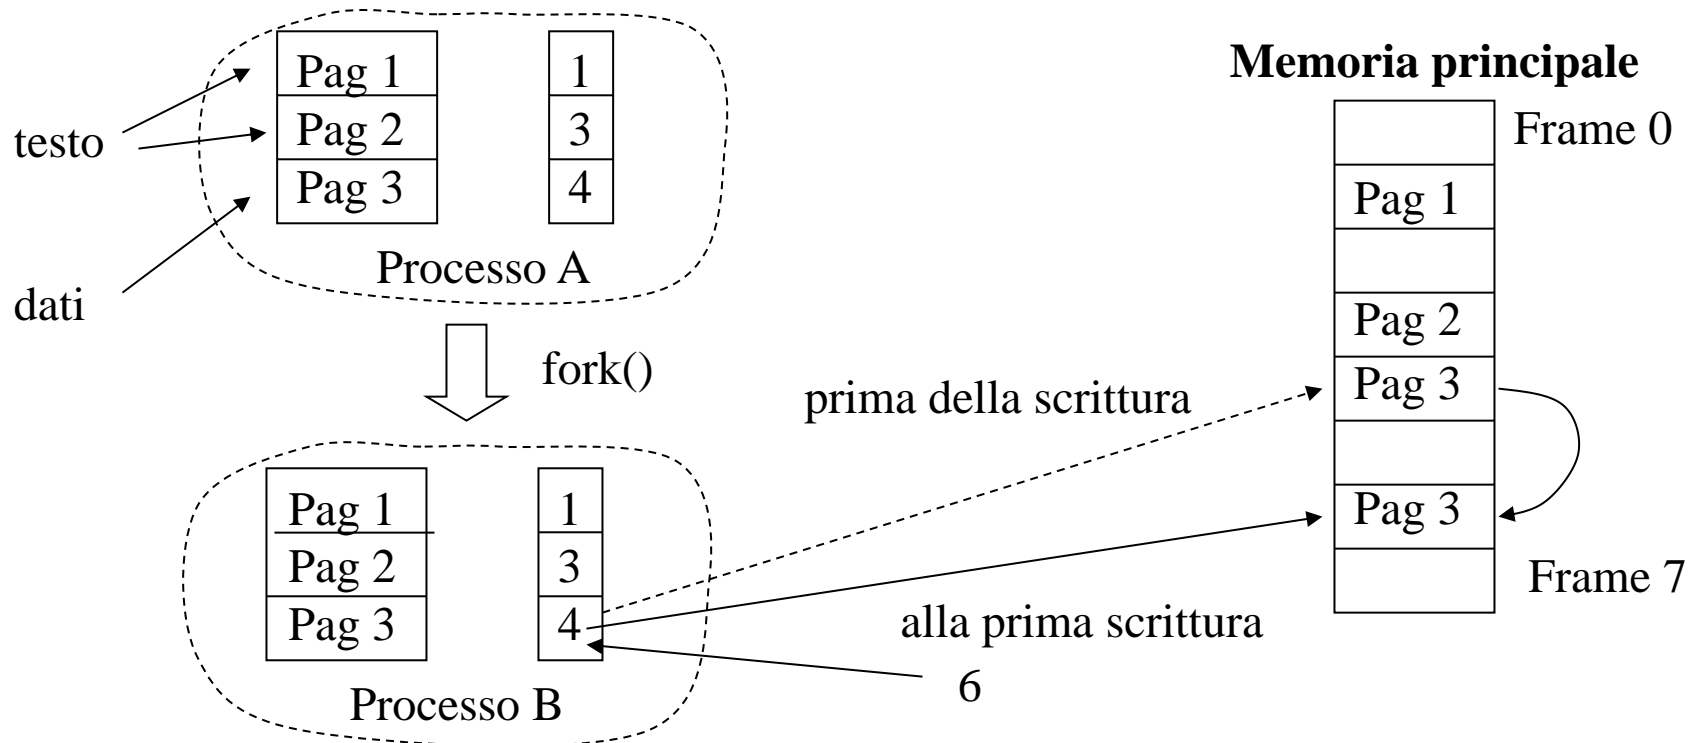 Pag 1
Pag 2
Pag 3
1
3
4
testo
dati
Processo A
fork()
Pag 1
Pag 2
Pag 3
1
3
4
Processo B
prima della scrittura
alla prima scrittura
6
Memoria principale
Frame 0
Pag 1
Pag 2
Pag 3
Pag 3
Frame 7